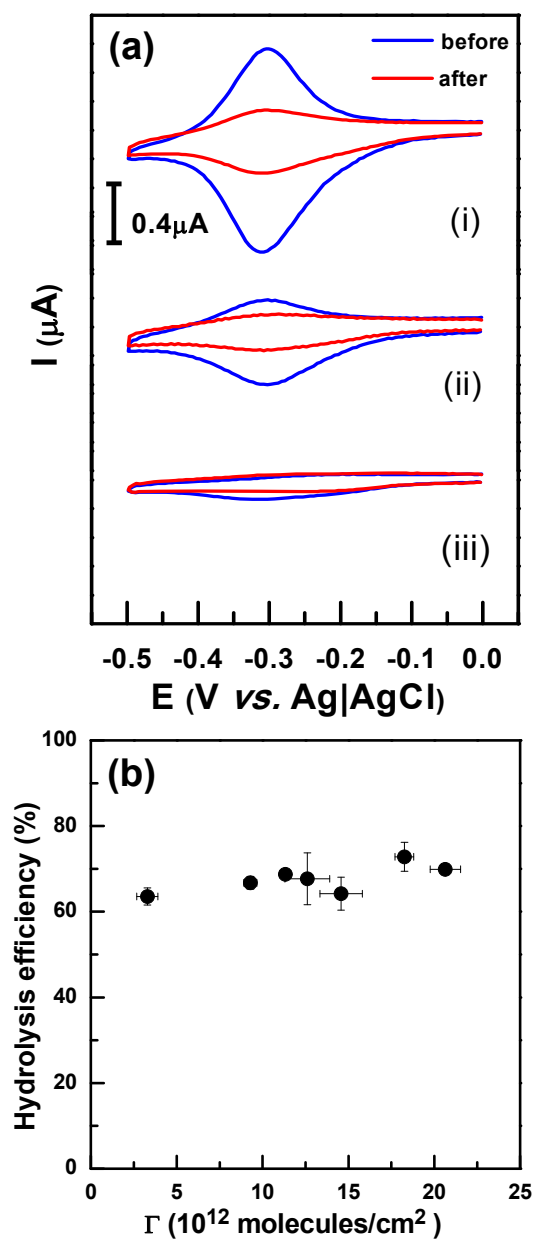 (a)
before
after
0.4μA
(i)
I (μA)
(ii)
(iii)
-0.5 -0.4 -0.3 -0.2 -0.1 0.0
E (V vs. Ag|AgCl)
(b)
100
80
60
40
20
0
Hydrolysis efficiency (%)
0 5 10 15 20 25
Γ (10¹² molecules/cm²)